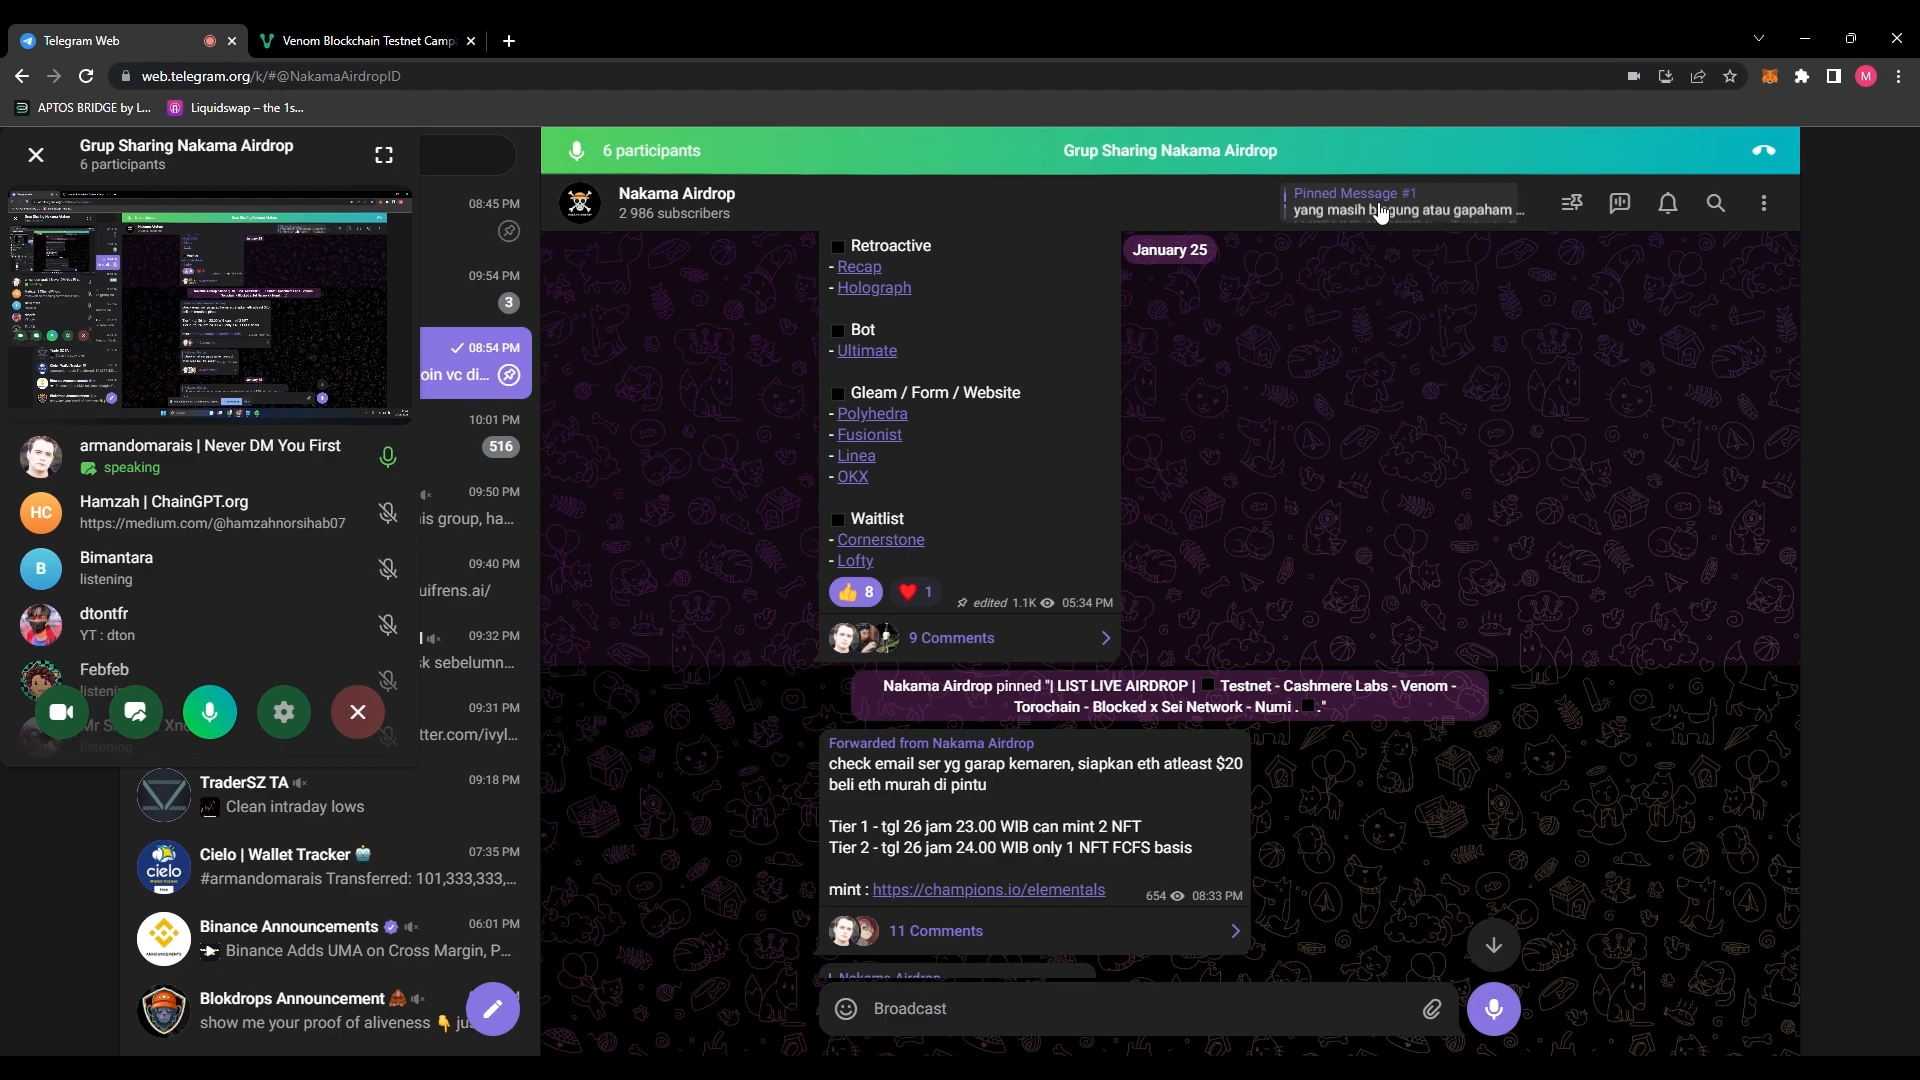 Telegram Web
Venom Blockchain Testnet Camp
web.telegram.org/k/#@NakamaAirdropID
M
APTOS BRIDGE by L...
Liquidswap – the 1s...
Grup Sharing Nakama Airdrop
6 participants
armandomarais | Never DM You First
speaking
HC
Hamzah | ChainGPT.org
https://medium.com/@hamzahnorsihab07
B
Bimantara
listening
dtontfr
YT : dton
Febfeb
08:45 PM
09:54 PM
3
08:54 PM
oin vc di...
10:01 PM
516
09:50 PM
is group, ha...
09:40 PM
uifrens.ai/
09:32 PM
sk sebelumn...
09:31 PM
tter.com/ivyl...
TraderSZ TA
09:18 PM
Clean intraday lows
cielo
Cielo | Wallet Tracker
07:35 PM
#armandomarais Transferred: 101,333,333,...
Binance Announcements
06:01 PM
Binance Adds UMA on Cross Margin, P...
Blokdrops Announcement
show me your proof of aliveness 👇
6 participants
Grup Sharing Nakama Airdrop
Nakama Airdrop
2 986 subscribers
Pinned Message #1
yang masih atau gapaham ...
January 25
Retroactive
- Recap
- Holograph
Bot
- Ultimate
Gleam / Form / Website
- Polyhedra
- Fusionist
- Linea
- OKX
Waitlist
- Cornerstone
- Lofty
👍 8
❤️ 1
edited 1.1K 05:34 PM
9 Comments
Nakama Airdrop pinned "| LIST LIVE AIRDROP | Testnet - Cashmere Labs - Venom -
Torochain - Blocked x Sei Network - Numi . ."
Forwarded from Nakama Airdrop
check email ser yg garap kemaren, siapkan eth atleast $20
beli eth murah di pintu
Tier 1 - tgl 26 jam 23.00 WIB can mint 2 NFT
Tier 2 - tgl 26 jam 24.00 WIB only 1 NFT FCFS basis
mint : https://champions.io/elementals
654 08:33 PM
11 Comments
Broadcast